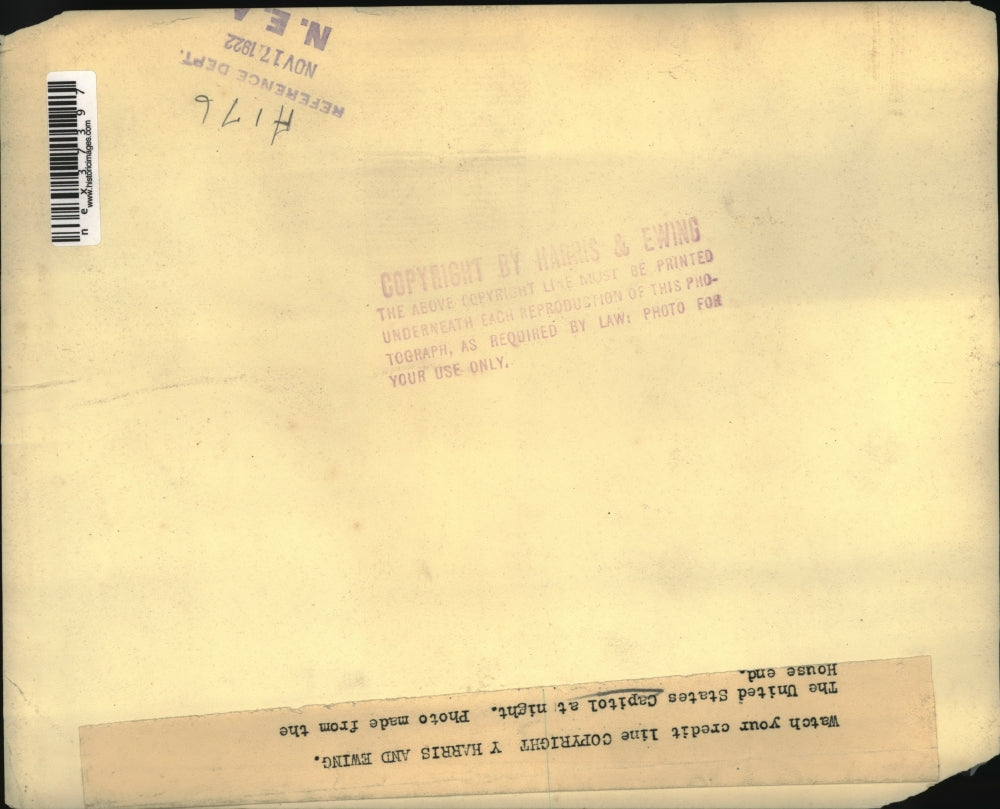 N. E. A
NOV 17 1922
REFERENCE DEPT.
4176
nex37397
www.historicimages.com
COPYRIGHT BY HARRIS & EWING
THE ABOVE COPYRIGHT LINE MUST BE PRINTED
UNDERNEATH EACH REPRODUCTION OF THIS PHO-
TOGRAPH, AS REQUIRED BY LAW: PHOTO FOR
YOUR USE ONLY.
Watch your credit line COPYRIGHT Y HARRIS AND EWING.
The United States Capitol at night. Photo made from the
House end.